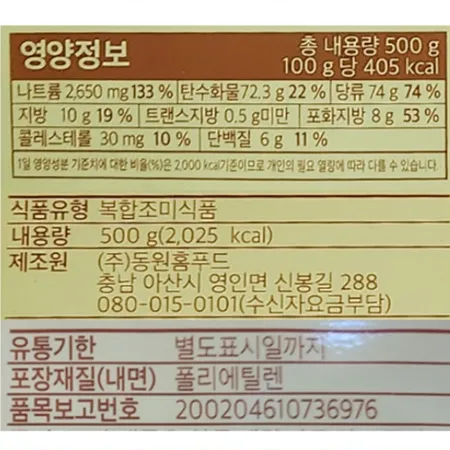 영양정보 총 내용량 500 g
100 g 당 405 kcal
나트륨 2,650 mg 133 % 탄수화물 72.3 g 22 % 당류 74 g 74 %
지방 10 g 19 % 트랜스지방 0.5 g미만 포화지방 8 g 53 %
콜레스테롤 30 mg 10 % 단백질 6 g 11 %
1일 영양성분 기준치에 대한 비율(%)은 2,000 kcal기준이므로 개인의 필요 열량에 따라 다를 수 있습니다.
식품유형 복합조미식품
내용량 500 g(2,025 kcal)
제조원 (주)동원홈푸드
충남 아산시 영인면 신봉길 288
080-015-0101(수신자요금부담)
유통기한 별도표시일까지
포장재질(내면) 폴리에틸렌
품목보고번호 200204610736976